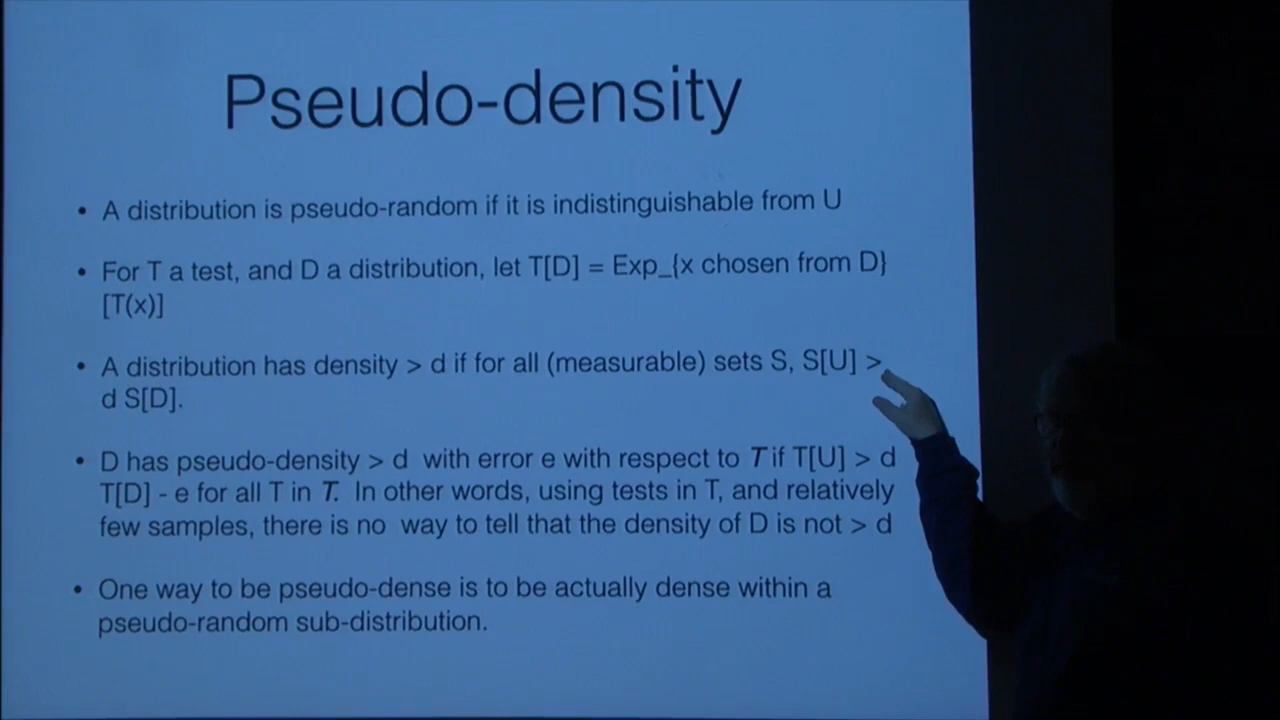 Pseudo-density
• A distribution is pseudo-random if it is indistinguishable from U
• For T a test, and D a distribution, let T[D] = Exp_{x chosen from D}
[T(x)]
• A distribution has density > d if for all (measurable) sets S, S[U] >
d S[D].
• D has pseudo-density > d with error e with respect to T if T[U] > d
T[D] - e for all T in T. In other words, using tests in T, and relatively
few samples, there is no way to tell that the density of D is not > d
• One way to be pseudo-dense is to be actually dense within a
pseudo-random sub-distribution.